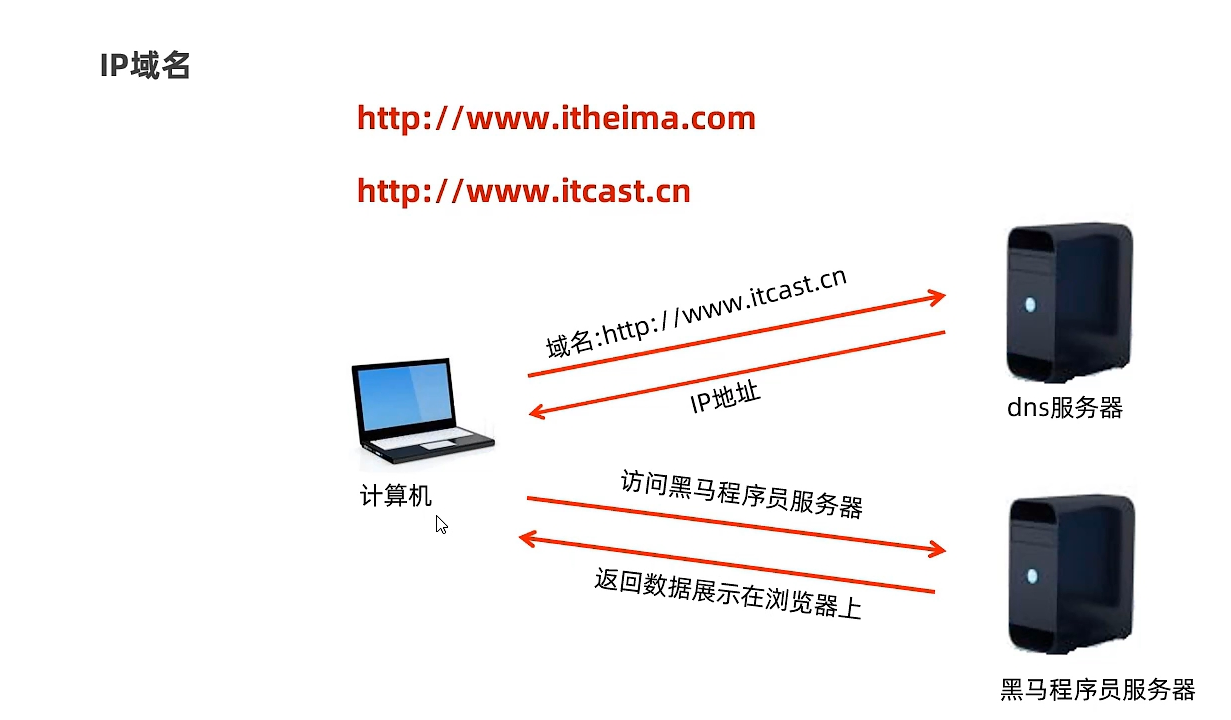 IP域名
http://www.itheima.com
http://www.itcast.cn
域名:http://www.itcast.cn
IP地址
dns服务器
计算机
访问黑马程序员服务器
返回数据展示在浏览器上
黑马程序员服务器